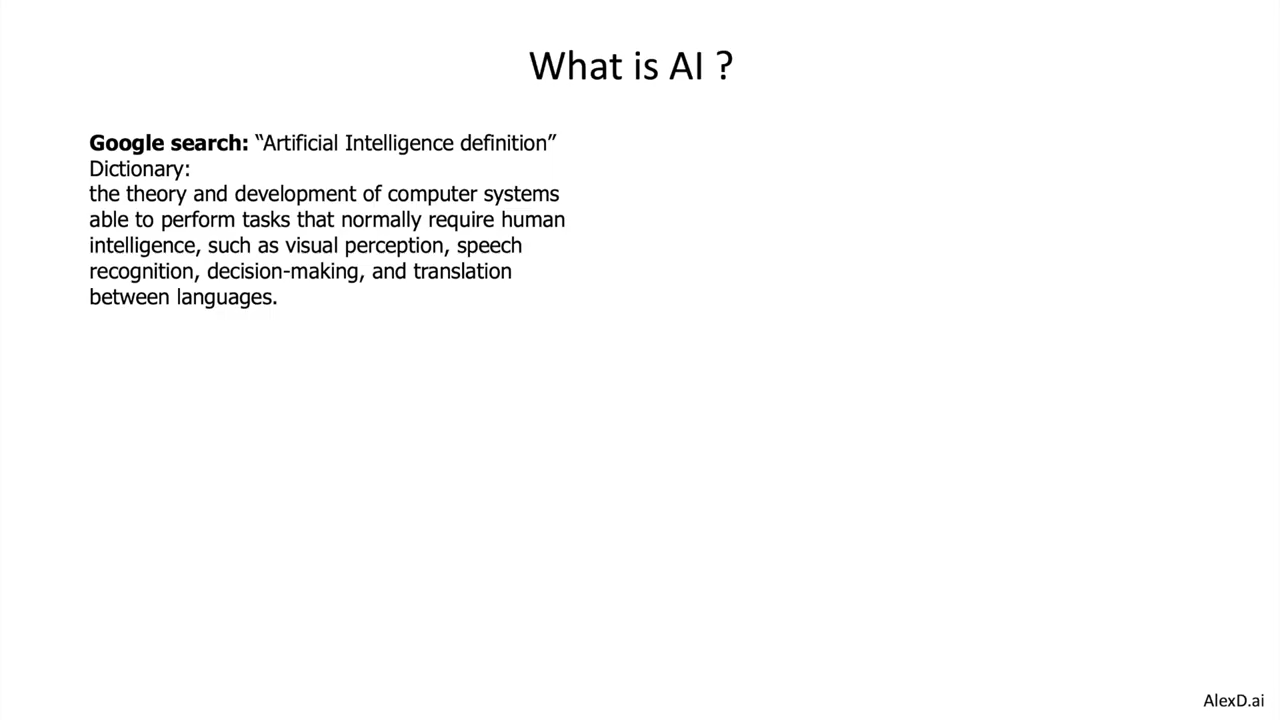 What is AI ?
Google search: “Artificial Intelligence definition”
Dictionary:
the theory and development of computer systems
able to perform tasks that normally require human
intelligence, such as visual perception, speech
recognition, decision-making, and translation
between languages.
AlexD.ai